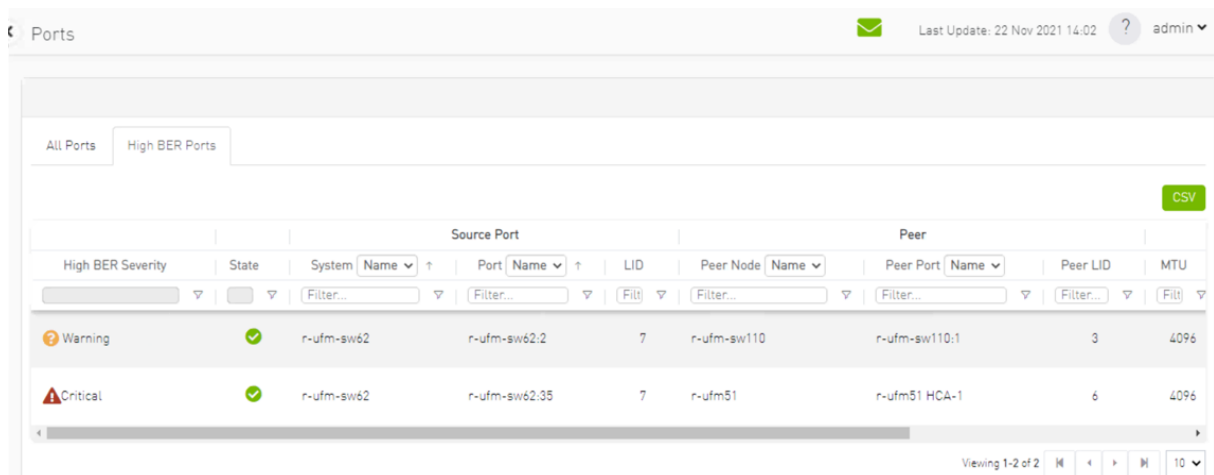 Ports
Last Update: 22 Nov 2021 14:02 ? admin
All Ports High BER Ports
CSV
Source Port Peer
High BER Severity State System Name ↑ Port Name ↑ LID Peer Node Name Peer Port Name Peer LID MTU
Filter... Filter... Filt Filter... Filter... Filter... Filt
? Warning r-ufm-sw62 r-ufm-sw62:2 7 r-ufm-sw110 r-ufm-sw110:1 3 4096
Critical r-ufm-sw62 r-ufm-sw62:35 7 r-ufm51 r-ufm51 HCA-1 6 4096
Viewing 1-2 of 2 10